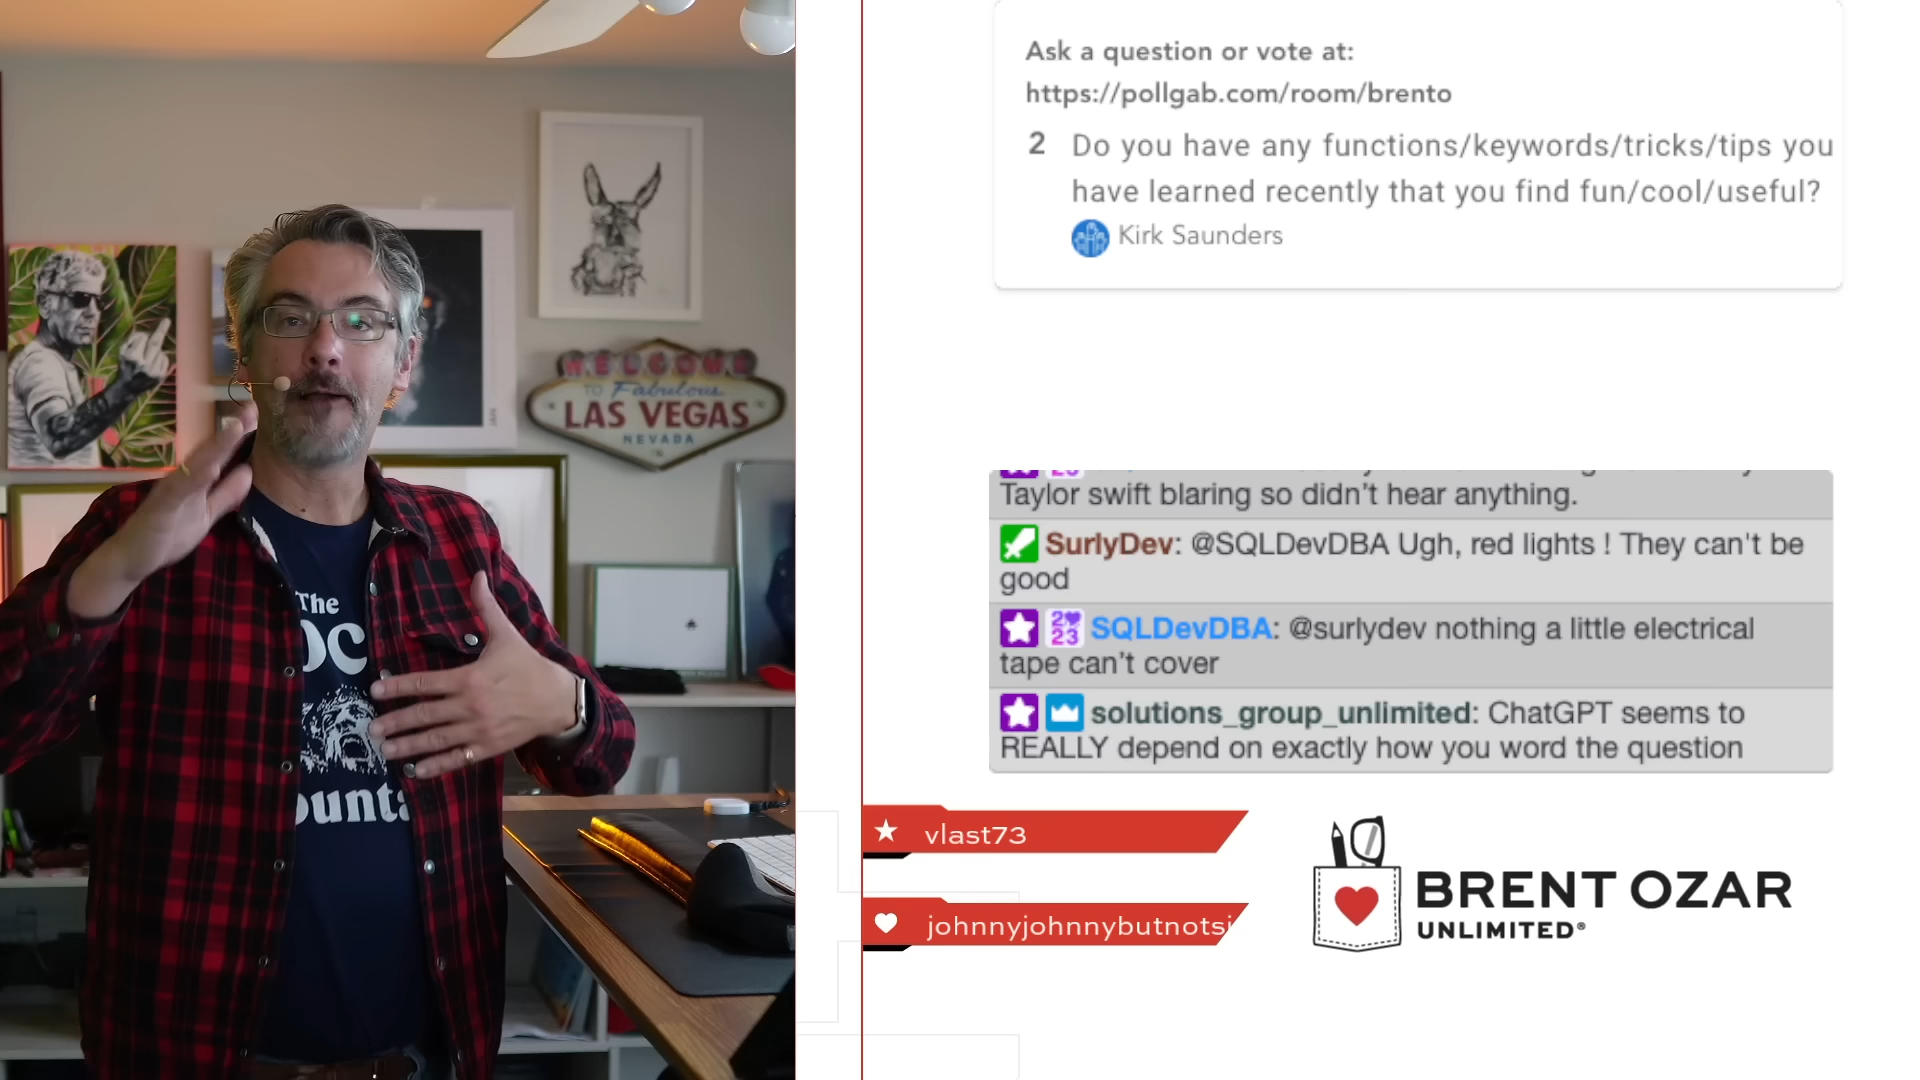 Ask a question or vote at:
https://pollgab.com/room/brento
2 Do you have any functions/keywords/tricks/tips you
have learned recently that you find fun/cool/useful?
Kirk Saunders
WELCOME
TO Fabulous
LAS VEGAS
NEVADA
The
Taylor swift blaring so didn't hear anything.
SurlyDev: @SQLDevDBA Ugh, red lights ! They can't be
good
2023 SQLDevDBA: @surlydev nothing a little electrical
tape can't cover
solutions_group_unlimited: ChatGPT seems to
REALLY depend on exactly how you word the question
vlast73
johnnyjohnnybutnotsi
BRENT OZAR
UNLIMITED®